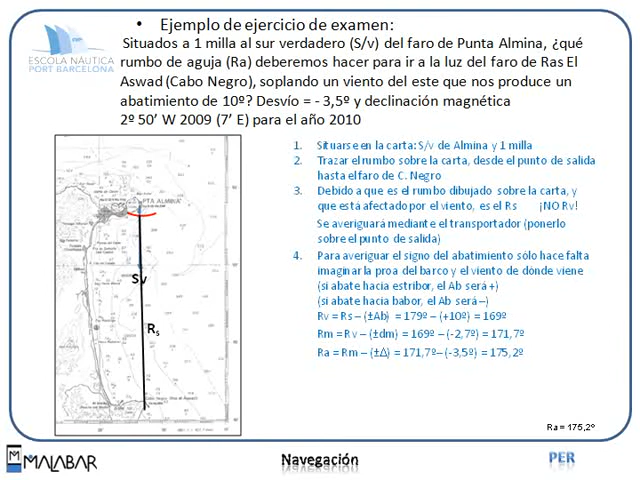 • Ejemplo de ejercicio de examen:
ESCOLA NÀUTICA
PORT BARCELONA
Situados a 1 milla al sur verdadero (S/v) del faro de Punta Almina, ¿qué
rumbo de aguja (Ra) deberemos hacer para ir a la luz del faro de Ras El
Aswad (Cabo Negro), soplando un viento del este que nos produce un
abatimiento de 10º? Desvío = - 3,5º y declinación magnética
2º 50’ W 2009 (7’ E) para el año 2010
1. Situarse en la carta: S/v de Almina y 1 milla
2. Trazar el rumbo sobre la carta, desde el punto de salida
hasta el faro de C. Negro
3. Debido a que es el rumbo dibujado sobre la carta, y
que está afectado por el viento, es el Rs ¡NO Rv!
Se averiguará mediante el transportador (ponerlo
sobre el punto de salida)
4. Para averiguar el signo del abatimiento sólo hace falta
imaginar la proa del barco y el viento de dónde viene
(si abate hacia estribor, el Ab será +)
(si abate hacia babor, el Ab será –)
Rv = Rs – (±Ab) = 179º – (+10º) = 169º
Rm = Rv – (±dm) = 169º – (-2,7º) = 171,7º
Ra = Rm – (±Δ) = 171,7º– (-3,5º) = 175,2º
PTA ALMINA
Sv
Rs
Ra = 175,2º
MALABAR
Navegación
PER